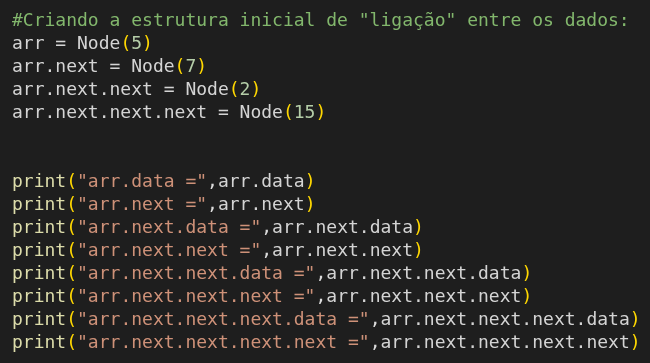 #Criando a estrutura inicial de "ligação" entre os dados:
arr = Node(5)
arr.next = Node(7)
arr.next.next = Node(2)
arr.next.next.next = Node(15)
print("arr.data =",arr.data)
print("arr.next =",arr.next)
print("arr.next.data =",arr.next.data)
print("arr.next.next =",arr.next.next)
print("arr.next.next.data =",arr.next.next.data)
print("arr.next.next.next =",arr.next.next.next)
print("arr.next.next.next.data =",arr.next.next.next.data)
print("arr.next.next.next.next =",arr.next.next.next.next)